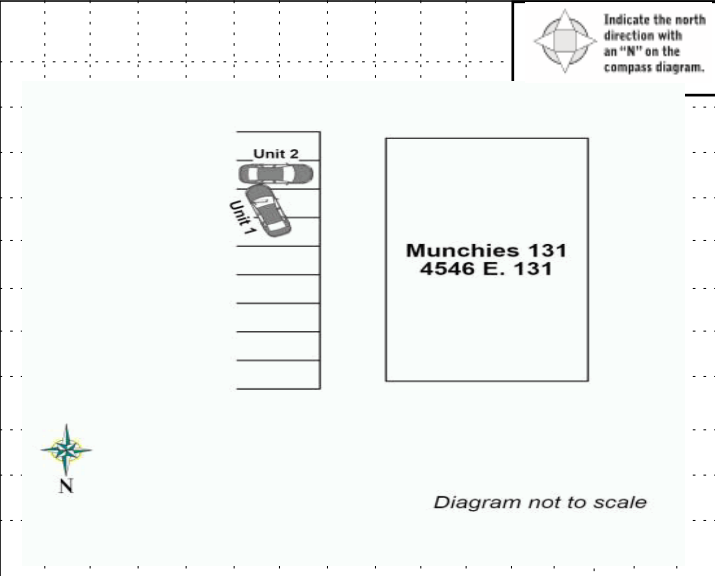 Indicate the north
direction with
an “N” on the
compass diagram.
Unit 2
Unit 1
Munchies 131
4546 E. 131
N
Diagram not to scale